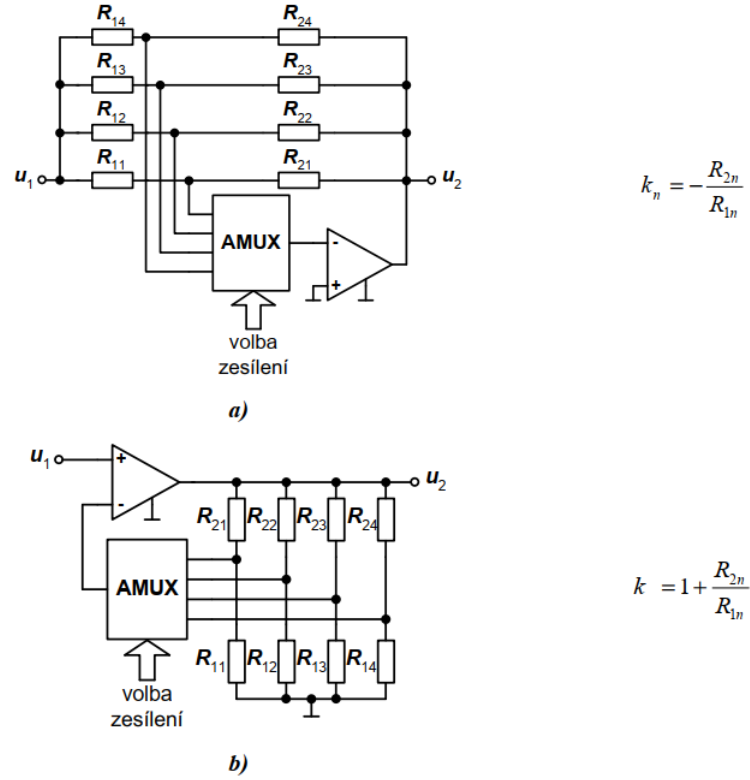 R14 R24
R13 R23
R12 R22
R11 R21
u1 u2
AMUX - +
volba
zesílení
kn = - R2n / R1n
a)
u1 + - u2
R21 R22 R23 R24
AMUX
R11 R12 R13 R14
volba
zesílení
k = 1 + R2n / R1n
b)